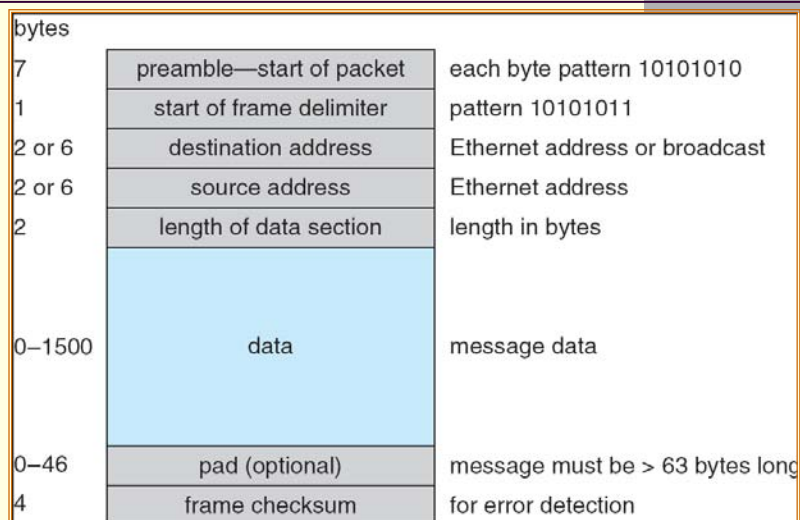 bytes
7 preamble—start of packet each byte pattern 10101010
1 start of frame delimiter pattern 10101011
2 or 6 destination address Ethernet address or broadcast
2 or 6 source address Ethernet address
2 length of data section length in bytes
0–1500 data message data
0–46 pad (optional) message must be > 63 bytes long
4 frame checksum for error detection